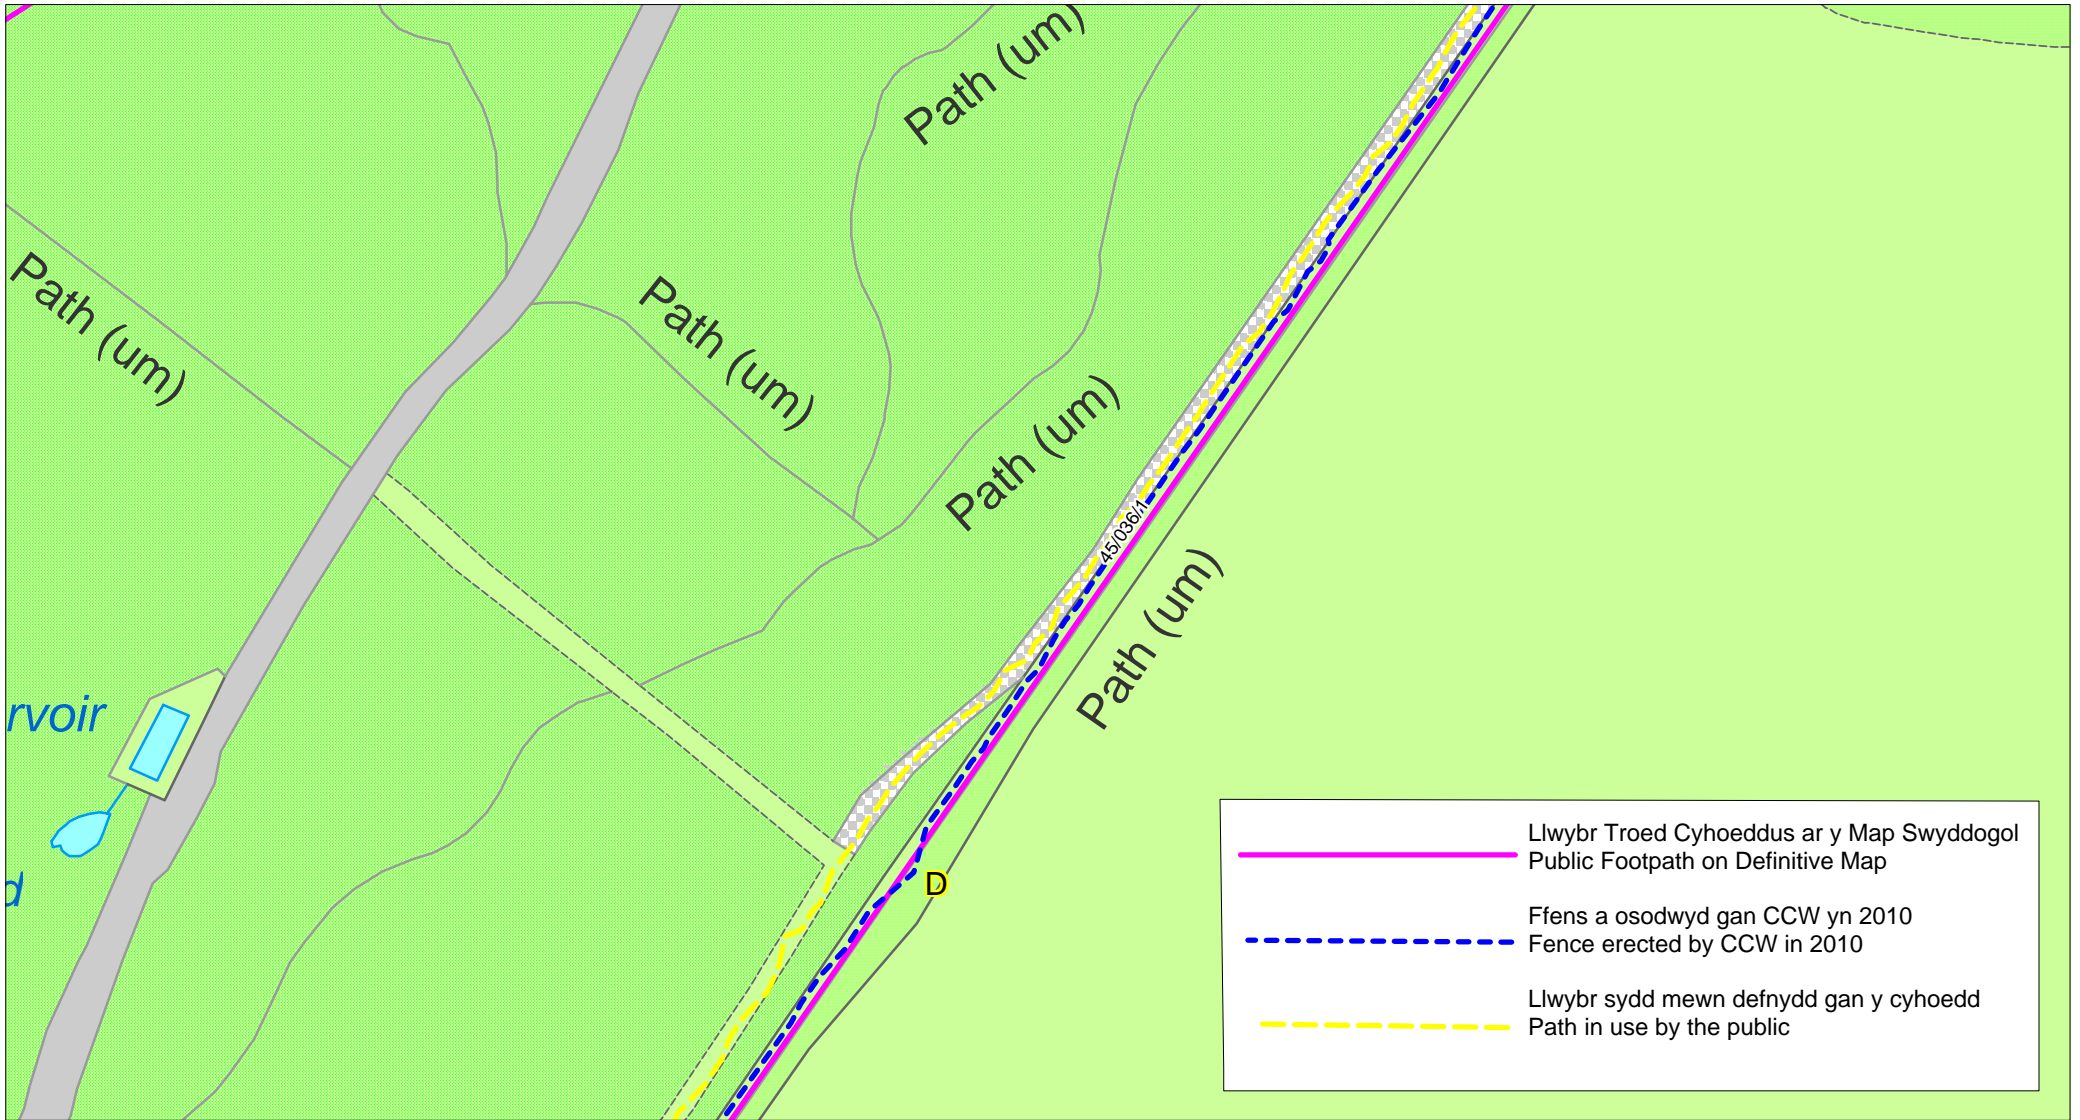 Path (um)
Path (um)
Path (um)
Path (um)
45/036/1
Path (um)
rvoir
d
D
Llwybr Troed Cyhoeddus ar y Map Swyddogol
Public Footpath on Definitive Map
Ffens a osodwyd gan CCW yn 2010
Fence erected by CCW in 2010
Llwybr sydd mewn defnydd gan y cyhoedd
Path in use by the public